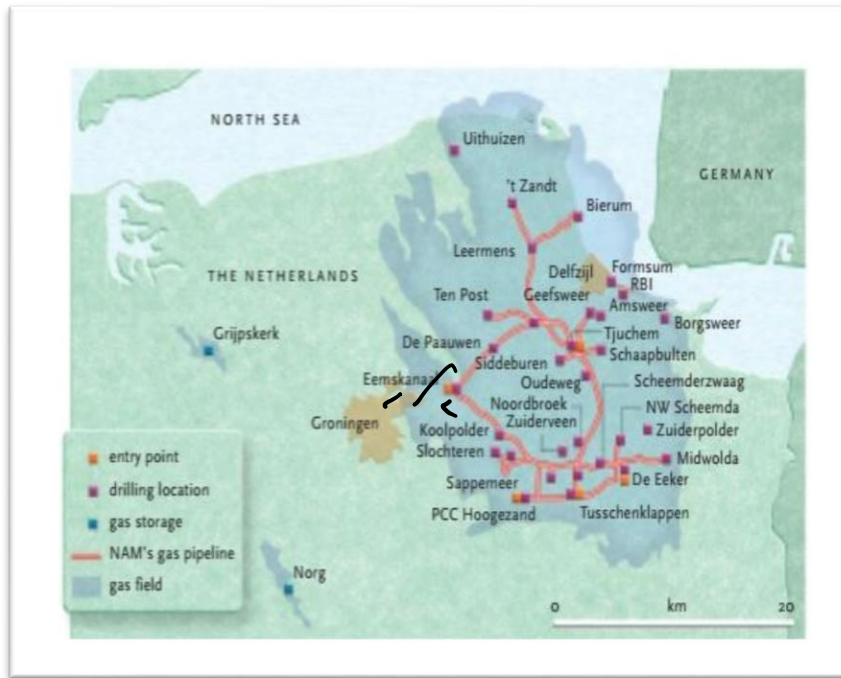 NORTH SEA
Uithuizen
GERMANY
't Zandt
Bierum
Leermens
THE NETHERLANDS
Delfzijl
Formsum
RBI
Ten Post
Geefsweer
Amsweer
Borgsweer
Grijpskerk
De Paauwen
Tjuchem
Siddeburen
Schaapbulten
Eemskanaal
Oudeweg
Scheemderzwaag
Noordbroek
NW Scheemda
Groningen
Zuiderveen
Koolpolder
Zuiderpolder
Slochteren
Midwolda
entry point
drilling location
Sappemeer
De Eeker
PCC Hoogezand
Tusschenklappen
gas storage
NAM's gas pipeline
gas field
Norg
0 km 20